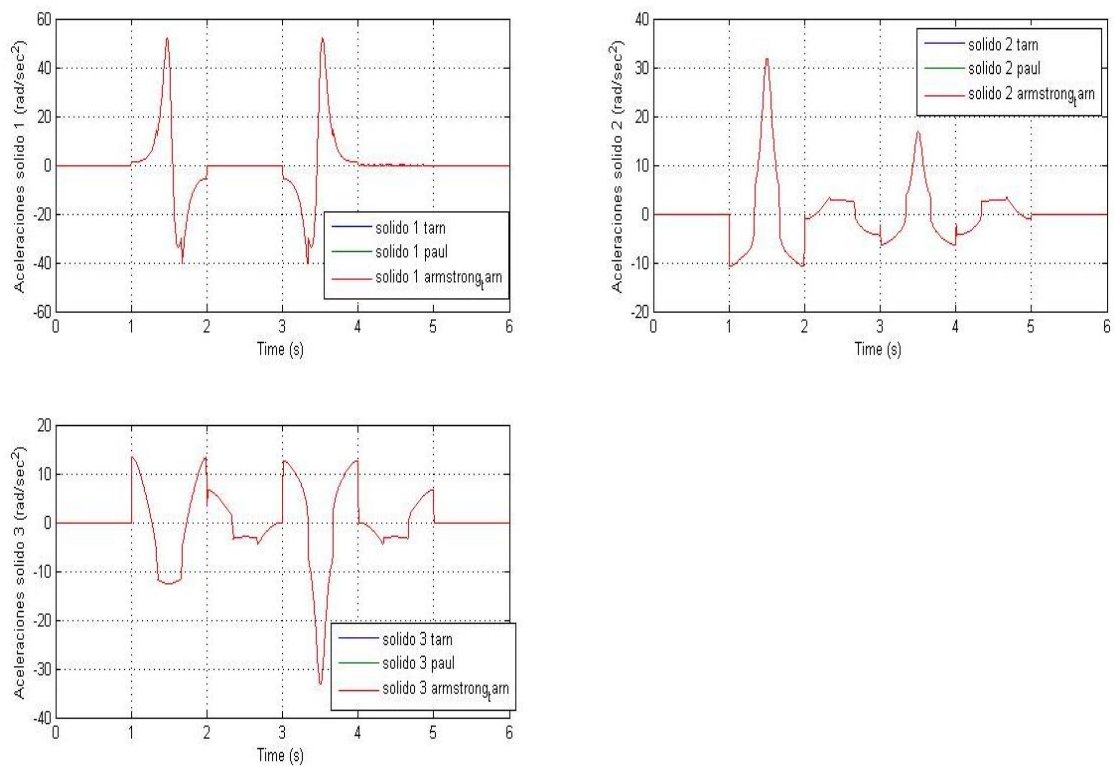 Aceleraciones solido 1 (rad/sec²)
60
40
20
0
-20
-40
-60
solido 1 tarn
solido 1 paul
solido 1 armstrongₜarn
0 1 2 3 4 5 6
Time (s)
Aceleraciones solido 2 (rad/sec²)
40
30
20
10
0
-10
-20
solido 2 tarn
solido 2 paul
solido 2 armstrongₜarn
0 1 2 3 4 5 6
Time (s)
Aceleraciones solido 3 (rad/sec²)
20
10
0
-10
-20
-30
-40
solido 3 tarn
solido 3 paul
solido 3 armstrongₜarn
0 1 2 3 4 5 6
Time (s)